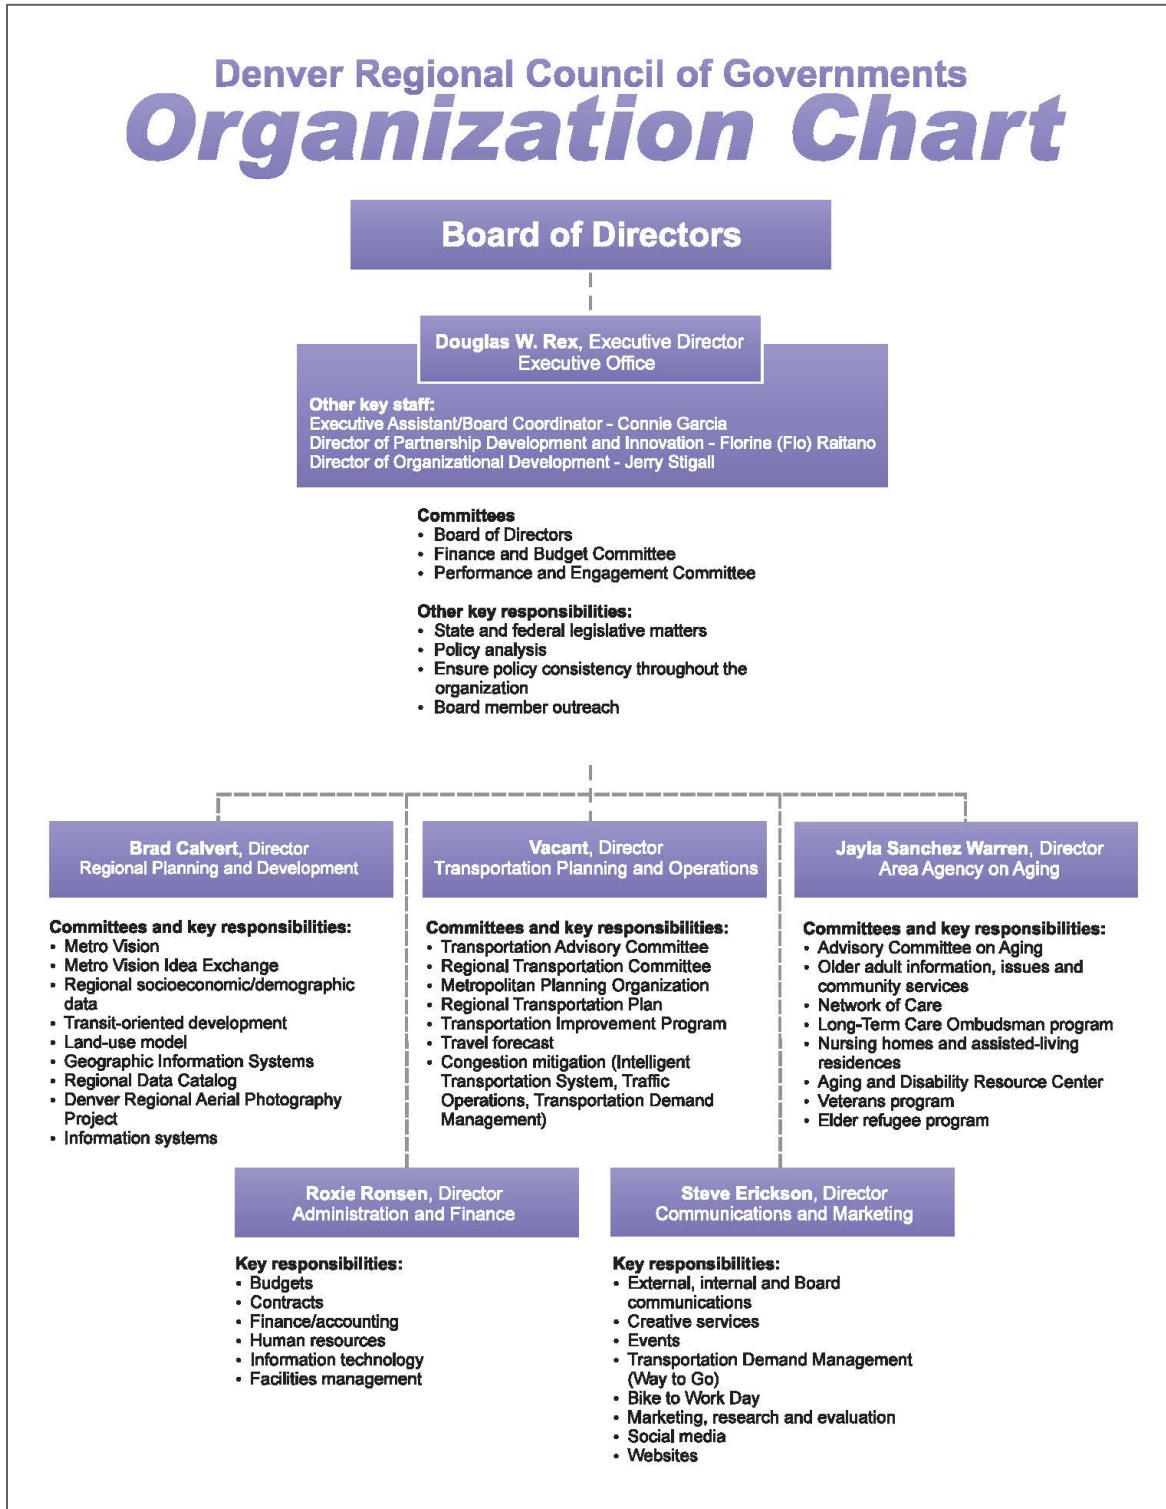 Denver Regional Council of Governments
Organization Chart
Board of Directors
Douglas W. Rex, Executive Director
Executive Office
Other key staff:
Executive Assistant/Board Coordinator - Connie Garcia
Director of Partnership Development and Innovation - Florine (Flo) Raitano
Director of Organizational Development - Jerry Stigall
Committees
• Board of Directors
• Finance and Budget Committee
• Performance and Engagement Committee
Other key responsibilities:
• State and federal legislative matters
• Policy analysis
• Ensure policy consistency throughout the
organization
• Board member outreach
Brad Calvert, Director
Regional Planning and Development
Committees and key responsibilities:
• Metro Vision
• Metro Vision Idea Exchange
• Regional socioeconomic/demographic
data
• Transit-oriented development
• Land-use model
• Geographic Information Systems
• Regional Data Catalog
• Denver Regional Aerial Photography
Project
• Information systems
Vacant, Director
Transportation Planning and Operations
Committees and key responsibilities:
• Transportation Advisory Committee
• Regional Transportation Committee
• Metropolitan Planning Organization
• Regional Transportation Plan
• Transportation Improvement Program
• Travel forecast
• Congestion mitigation (Intelligent
Transportation System, Traffic
Operations, Transportation Demand
Management)
Jayla Sanchez Warren, Director
Area Agency on Aging
Committees and key responsibilities:
• Advisory Committee on Aging
• Older adult information, issues and
community services
• Network of Care
• Long-Term Care Ombudsman program
• Nursing homes and assisted-living
residences
• Aging and Disability Resource Center
• Veterans program
• Elder refugee program
Roxie Ronsen, Director
Administration and Finance
Key responsibilities:
• Budgets
• Contracts
• Finance/accounting
• Human resources
• Information technology
• Facilities management
Steve Erickson, Director
Communications and Marketing
Key responsibilities:
• External, internal and Board
communications
• Creative services
• Events
• Transportation Demand Management
(Way to Go)
• Bike to Work Day
• Marketing, research and evaluation
• Social media
• Websites